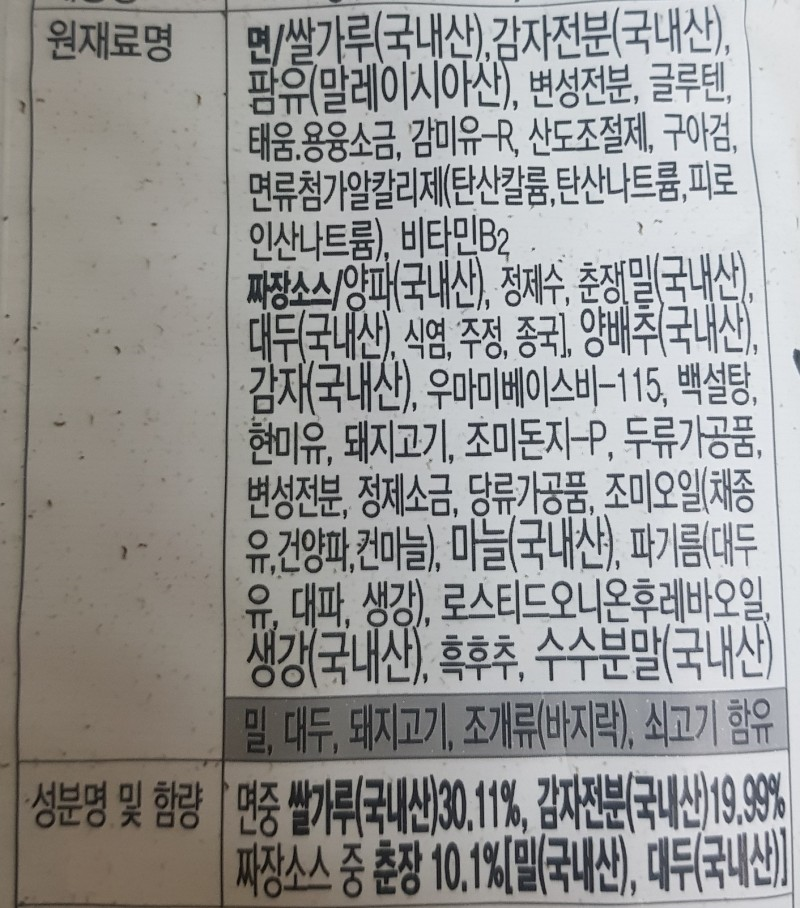 원재료명
면/쌀가루(국내산),감자전분(국내산),
팜유(말레이시아산), 변성전분, 글루텐,
태움.용융소금, 감미유-R, 산도조절제, 구아검,
면류첨가알칼리제(탄산칼륨,탄산나트륨,피로
인산나트륨), 비타민B2
짜장소스/양파(국내산), 정제수, 춘장[밀(국내산),
대두(국내산), 식염, 주정, 종국], 양배추(국내산),
감자(국내산), 우마미베이스비-115, 백설탕,
현미유, 돼지고기, 조미돈지-P, 두류가공품,
변성전분, 정제소금, 당류가공품, 조미오일(채종
유,건양파,건마늘), 마늘(국내산), 파기름(대두
유, 대파, 생강), 로스티드오니온후레바오일,
생강(국내산), 흑후추, 수수분말(국내산)
밀, 대두, 돼지고기, 조개류(바지락), 쇠고기 함유
성분명 및 함량
면중 쌀가루(국내산)30.11%, 감자전분(국내산)19.99%
짜장소스 중 춘장 10.1%[밀(국내산), 대두(국내산)]